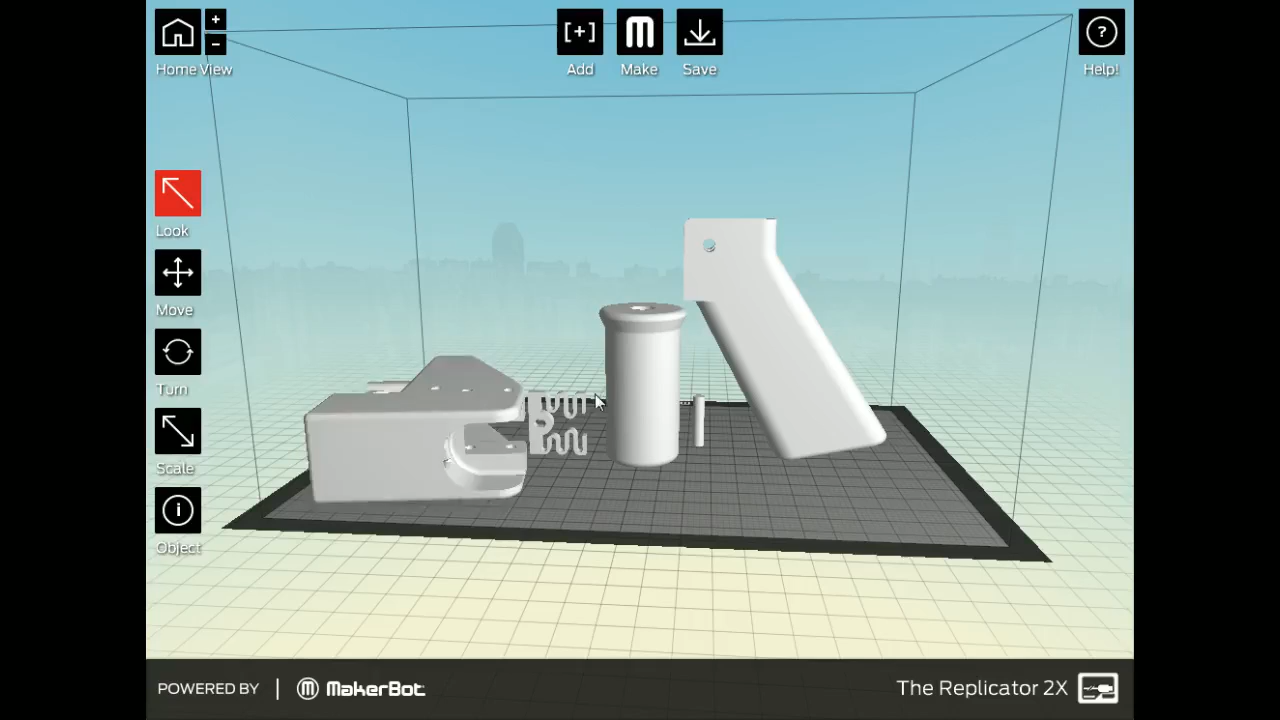 +
-
[+]
M
?
Home View
Add
Make
Save
Help!
Look
Move
Turn
Scale
i
Object
POWERED BY | M MakerBot.
The Replicator 2X